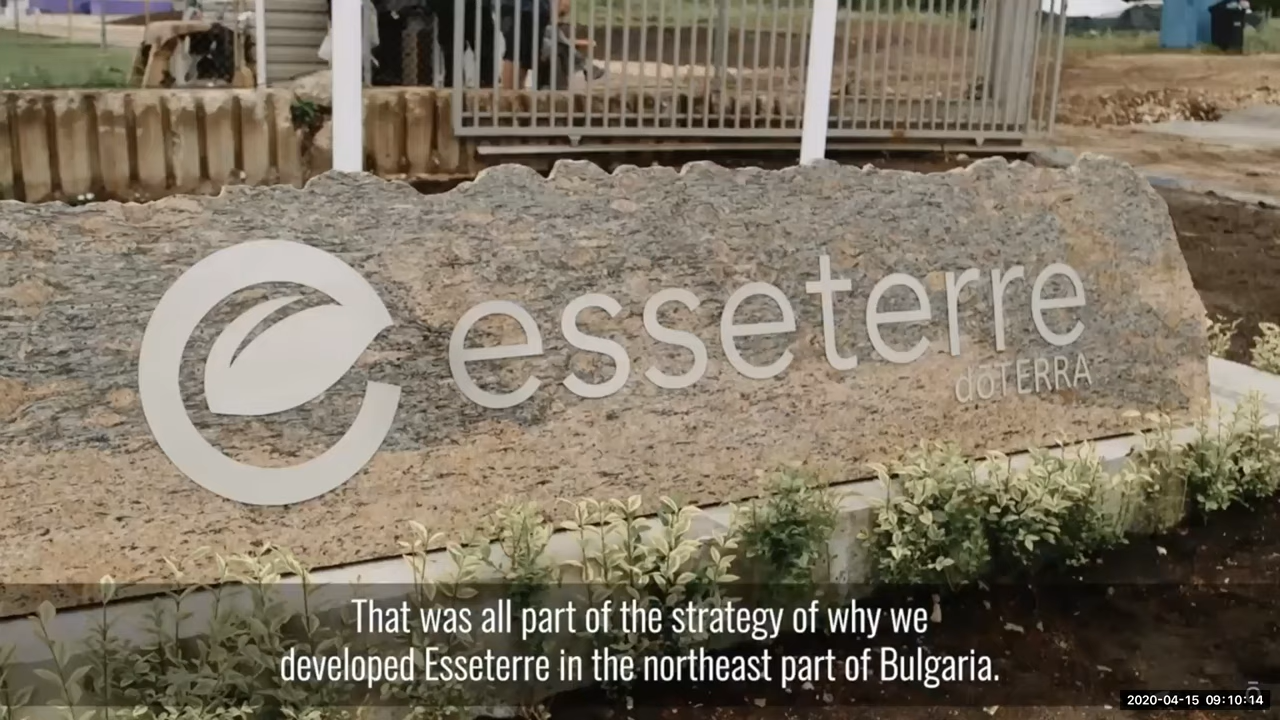 esseterre
dōTERRA
That was all part of the strategy of why we
developed Esseterre in the northeast part of Bulgaria.
2020-04-15 09:10:14